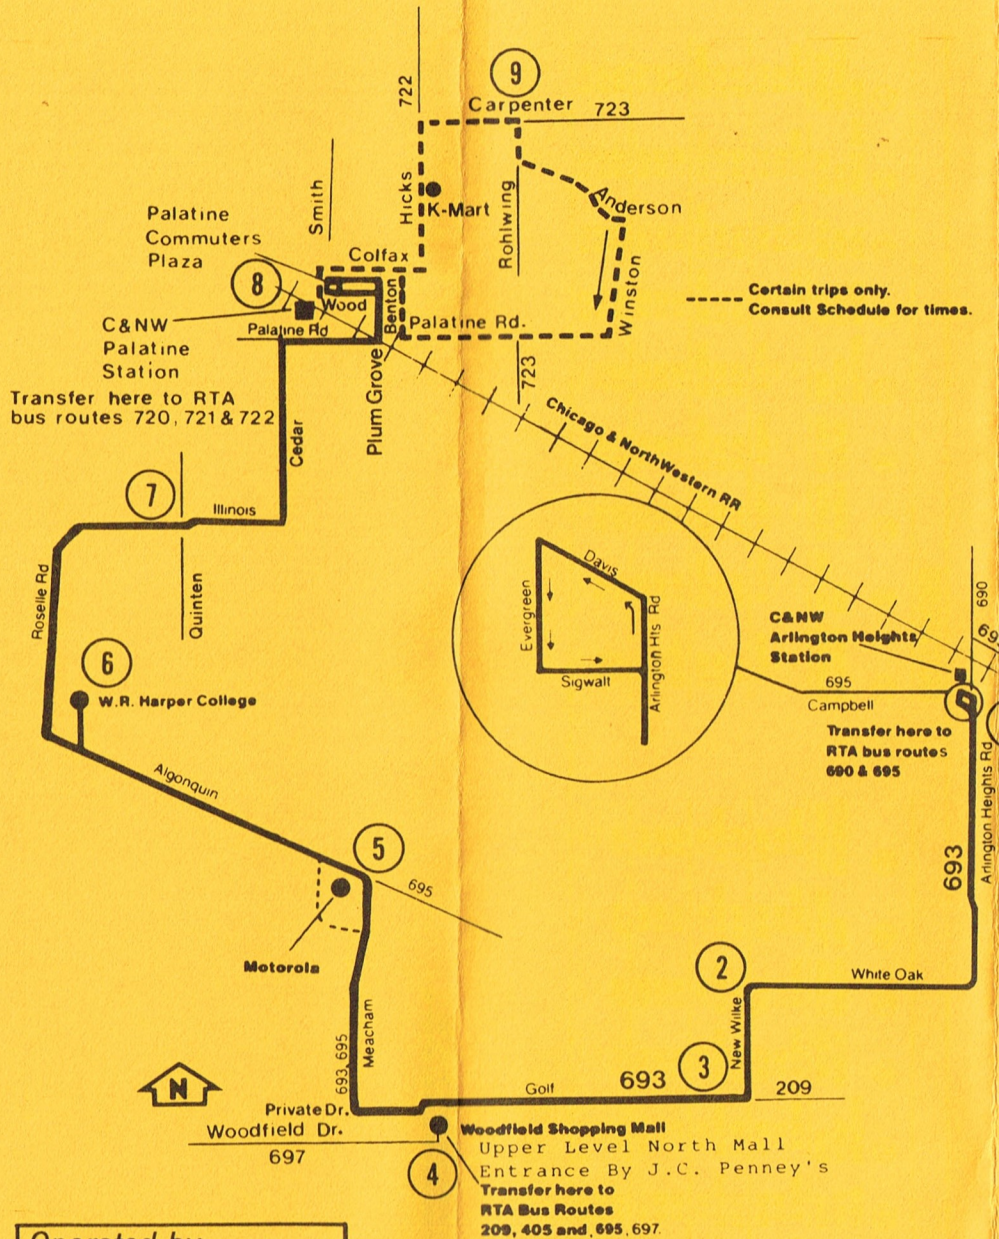 9
722
Carpenter
723
Smith
Hicks
K-Mart
Rohlwing
Anderson
Winston
Palatine
Commuters
Plaza
Colfax
8
Wood
Benton
Palatine Rd
Palatine Rd.
C&NW
Palatine
Station
Certain trips only.
Consult Schedule for times.
Transfer here to RTA
bus routes 720, 721 & 722
Plum Grove
723
Cedar
Chicago & NorthWestern RR
7
Illinois
Quinten
Roselle Rd
Davis
Evergreen
Sigwalt
Arlington Hts Rd
690
C&NW
Arlington Heights
Station
695
Campbell
Transfer here to
RTA bus routes
690 & 695
6
W.R. Harper College
Algonquin
5
695
Motorola
693
Arlington Heights Rd
2
White Oak
New Wilke
3
Meacham
693, 695
N
Golf
693
209
Private Dr.
Woodfield Dr.
697
4
Woodfield Shopping Mall
Upper Level North Mall
Entrance By J.C. Penney's
Transfer here to
RTA Bus Routes
209, 405 and, 695, 697.
Operated by